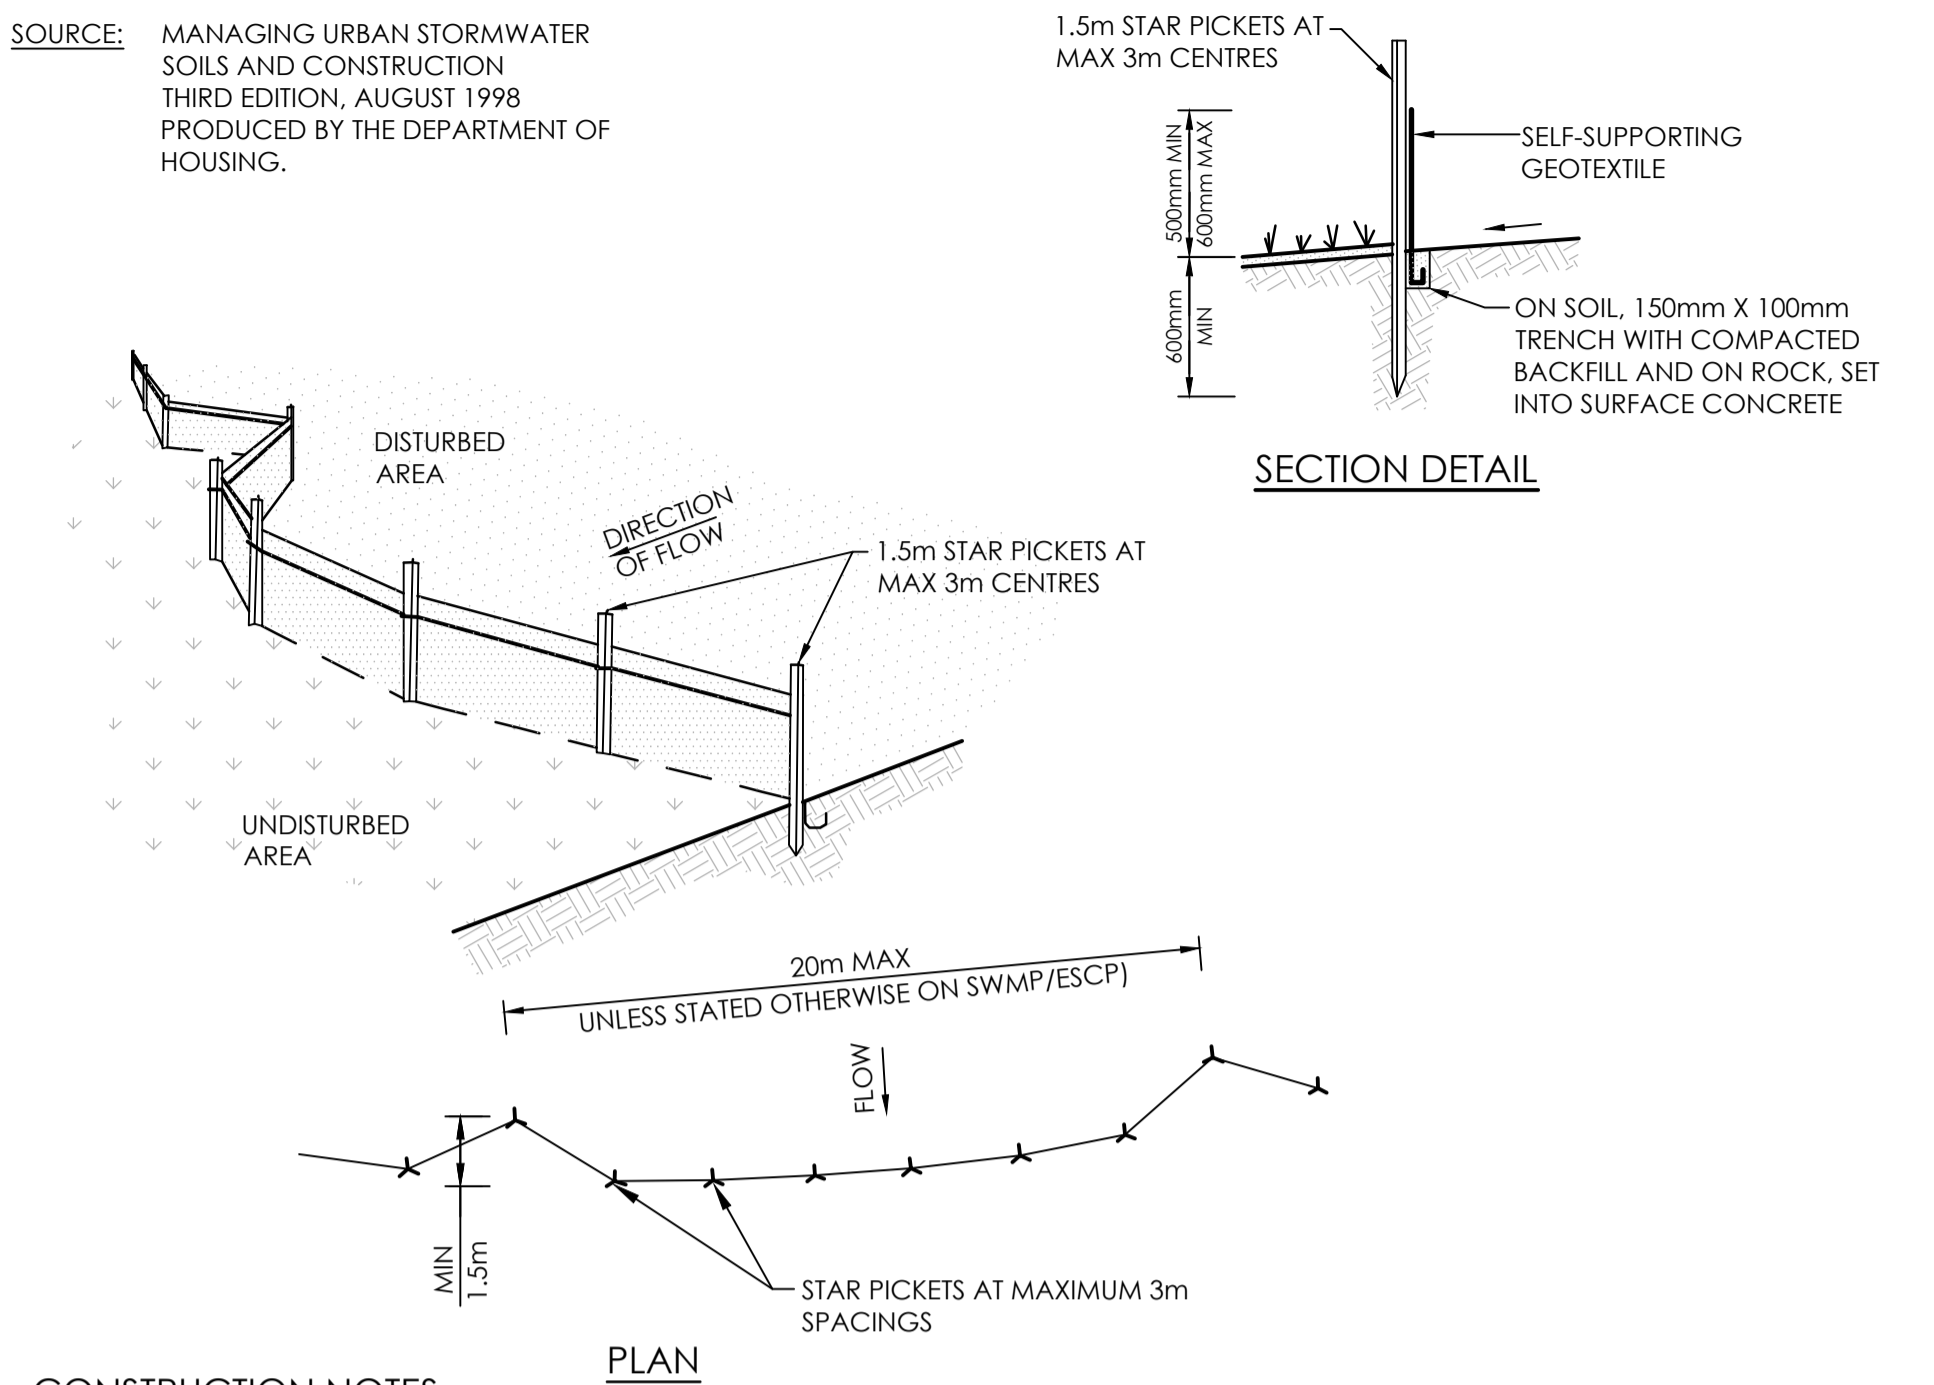 SOURCE: MANAGING URBAN STORMWATER
SOILS AND CONSTRUCTION
THIRD EDITION, AUGUST 1998
PRODUCED BY THE DEPARTMENT OF
HOUSING.
1.5m STAR PICKETS AT
MAX 3m CENTRES
500mm MIN
600mm MAX
600mm
MIN
SELF-SUPPORTING
GEOTEXTILE
ON SOIL, 150mm X 100mm
TRENCH WITH COMPACTED
BACKFILL AND ON ROCK, SET
INTO SURFACE CONCRETE
SECTION DETAIL
DISTURBED
AREA
DIRECTION
OF FLOW
1.5m STAR PICKETS AT
MAX 3m CENTRES
UNDISTURBED
AREA
20m MAX
UNLESS STATED OTHERWISE ON SWMP/ESCP)
FLOW
MIN
1.5m
STAR PICKETS AT MAXIMUM 3m
SPACINGS
PLAN
CONSTRUCTION NOTES